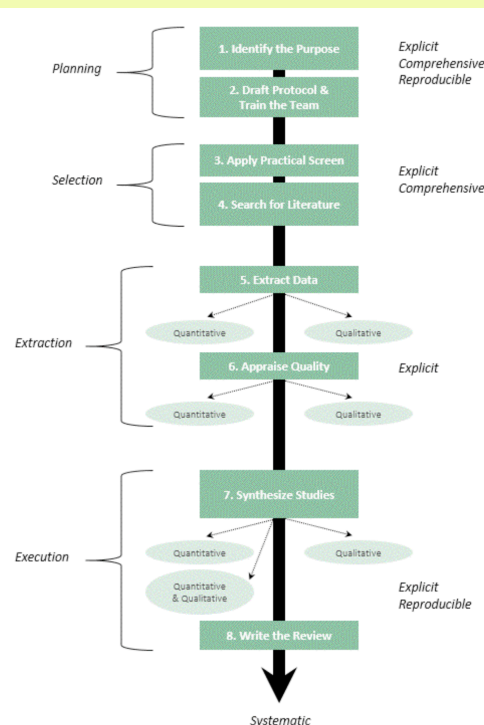 Planning
1. Identify the Purpose
2. Draft Protocol &
Train the Team
Explicit
Comprehensive
Reproducible
Selection
3. Apply Practical Screen
4. Search for Literature
Explicit
Comprehensive
Extraction
5. Extract Data
Quantitative
Qualitative
6. Appraise Quality
Explicit
Quantitative
Qualitative
Execution
7. Synthesize Studies
Quantitative
Qualitative
Quantitative
& Qualitative
Explicit
Reproducible
8. Write the Review
Systematic